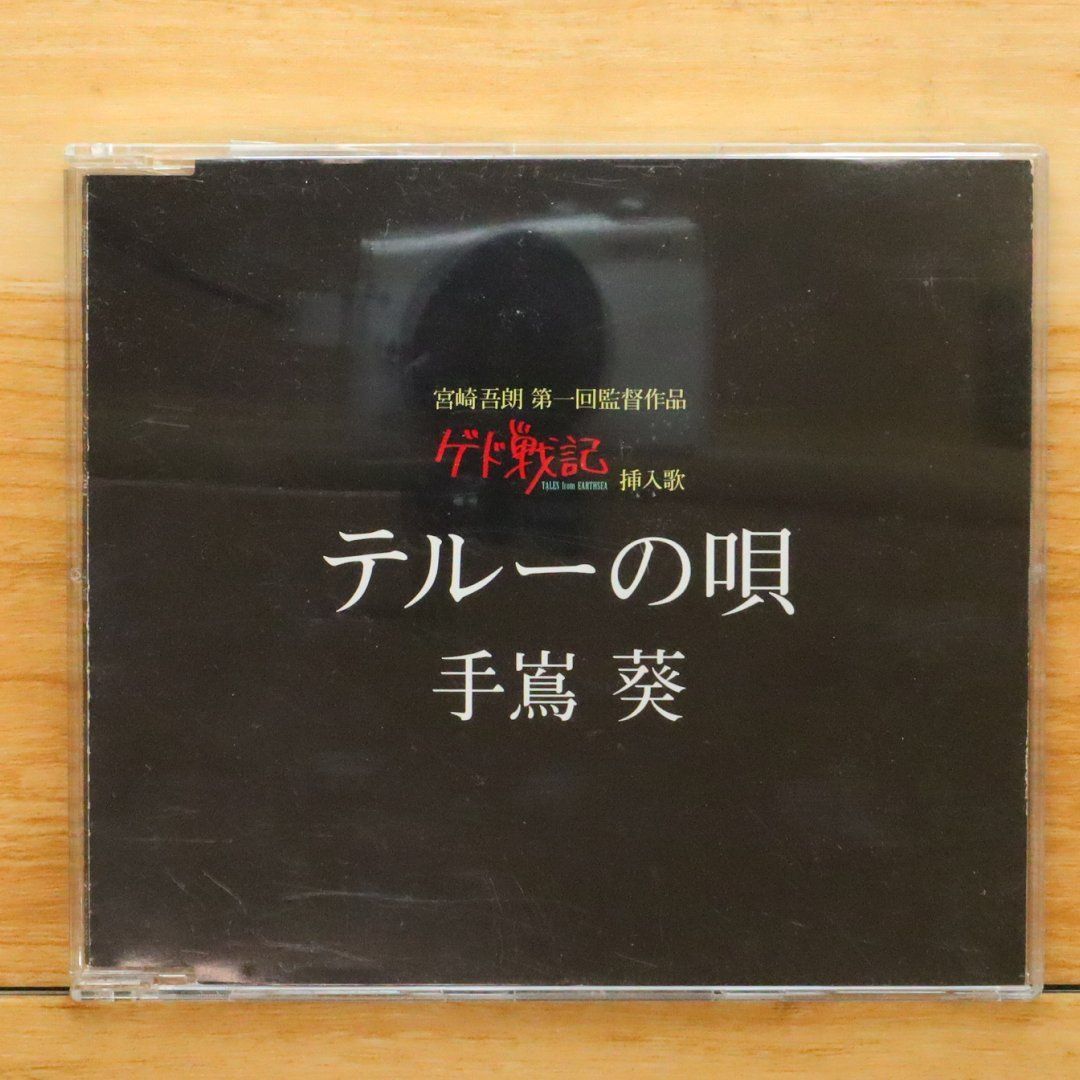 宮崎吾朗 第一回監督作品
ゲド戦記
TALES from EARTHSEA
挿入歌
テルーの唄
手嶌 葵